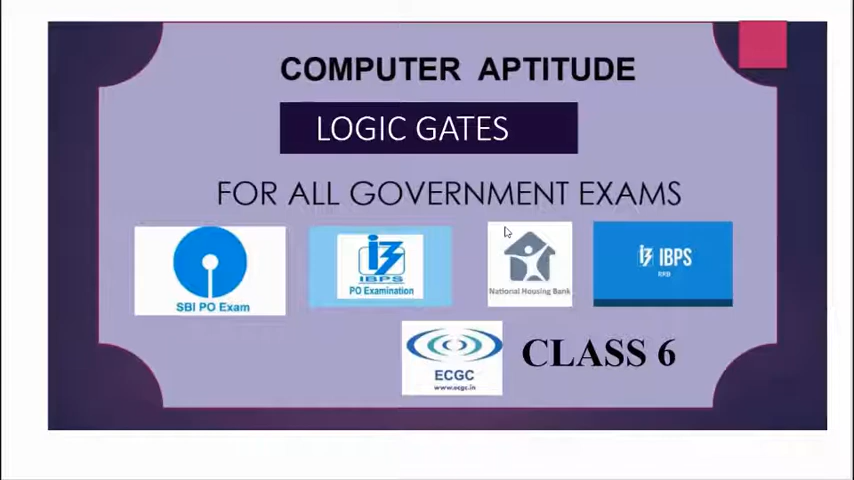 COMPUTER APTITUDE
LOGIC GATES
FOR ALL GOVERNMENT EXAMS
SBI PO Exam
IBPS
PO Examination
National Housing Bank
IBPS
RRB
ECGC
www.ecgc.in
CLASS 6